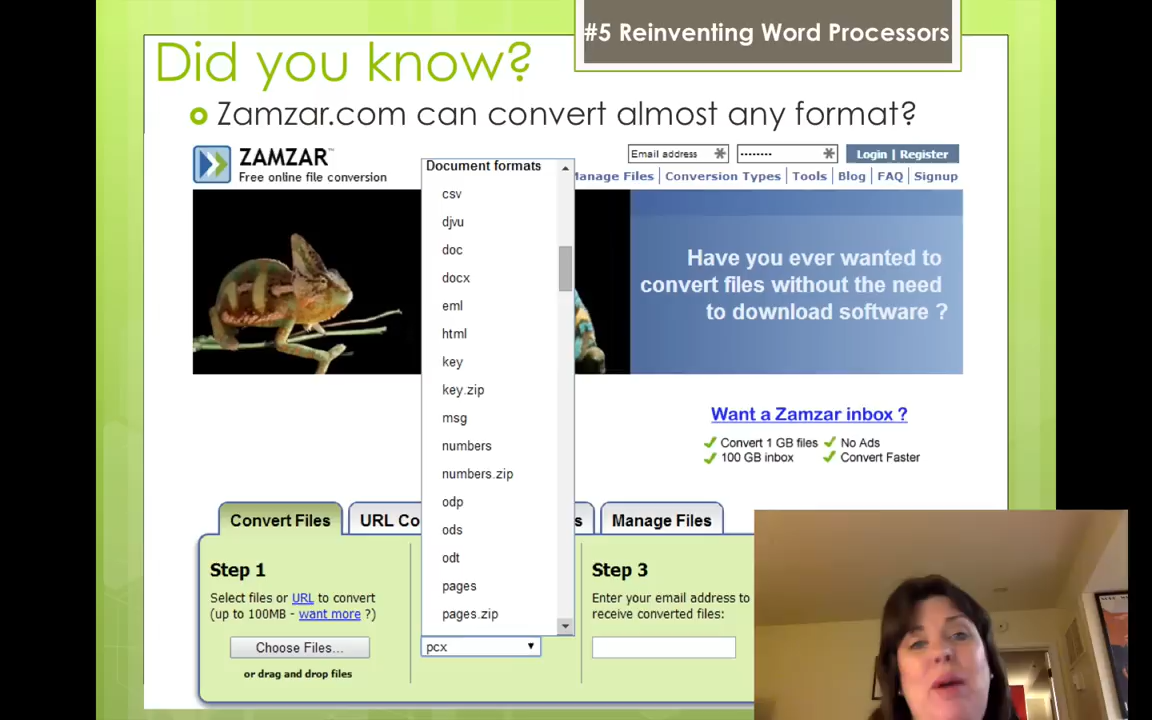 #5 Reinventing Word Processors
Did you know?
Zamzar.com can convert almost any format?
ZAMZAR™
Free online file conversion
Email address
********
Login | Register
Manage Files | Conversion Types | Tools | Blog | FAQ | Signup
Document formats
csv
djvu
doc
docx
eml
html
key
key.zip
msg
numbers
numbers.zip
odp
ods
odt
pages
pages.zip
pcx
Have you ever wanted to
convert files without the need
to download software ?
Want a Zamzar inbox ?
Convert 1 GB files
No Ads
100 GB inbox
Convert Faster
Convert Files
URL Co
s
Manage Files
Step 1
Select files or URL to convert
(up to 100MB - want more ?)
Choose Files...
or drag and drop files
Step 3
Enter your email address to
receive converted files: